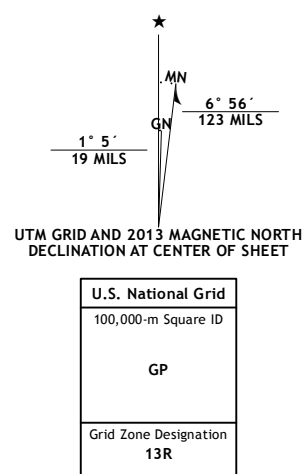 ★
MN
GN
6° 56´
123 MILS
1° 5´
19 MILS
UTM GRID AND 2013 MAGNETIC NORTH
DECLINATION AT CENTER OF SHEET
U.S. National Grid
100,000-m Square ID
GP
Grid Zone Designation
13R